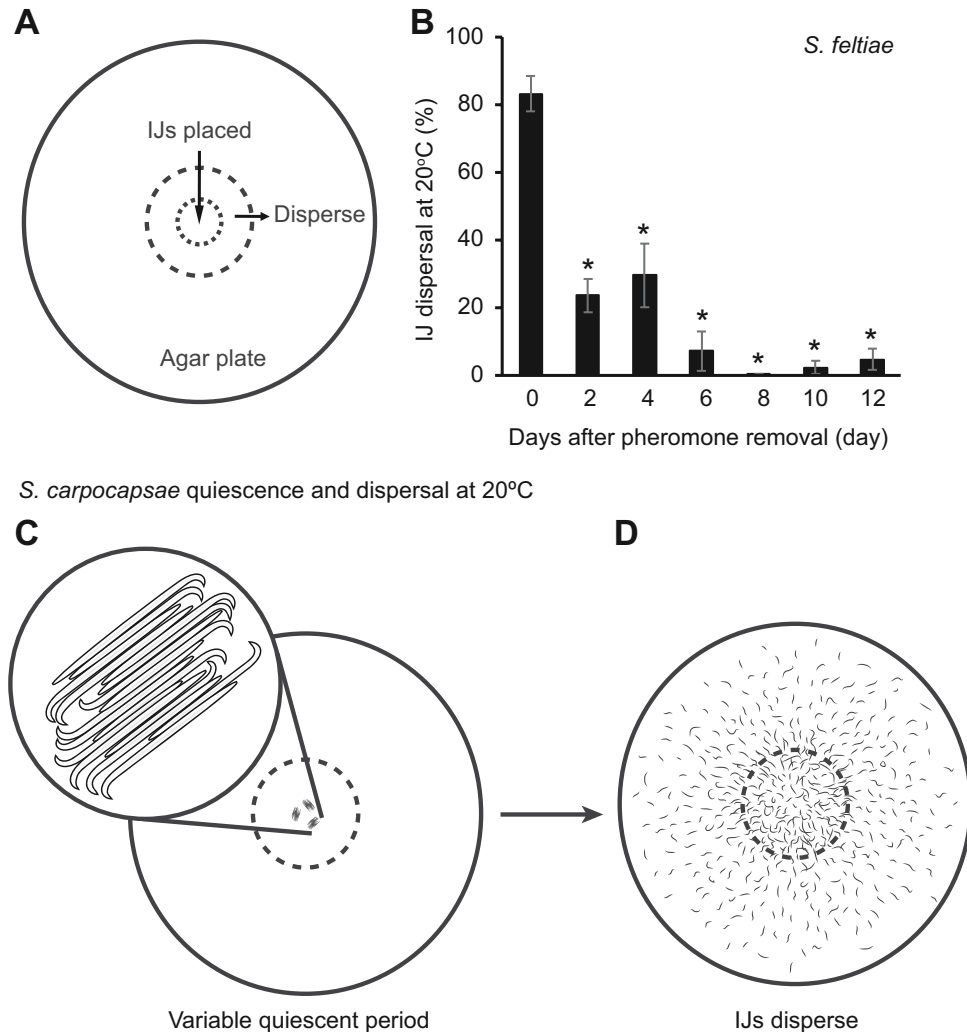 A
IJs placed
Disperse
Agar plate
B
S. feltiae
IJ dispersal at 20ºC (%)
100
80
60
40
20
0
* * * * * *
0 2 4 6 8 10 12
Days after pheromone removal (day)
S. carpocapsae quiescence and dispersal at 20ºC
C
D
Variable quiescent period
IJs disperse